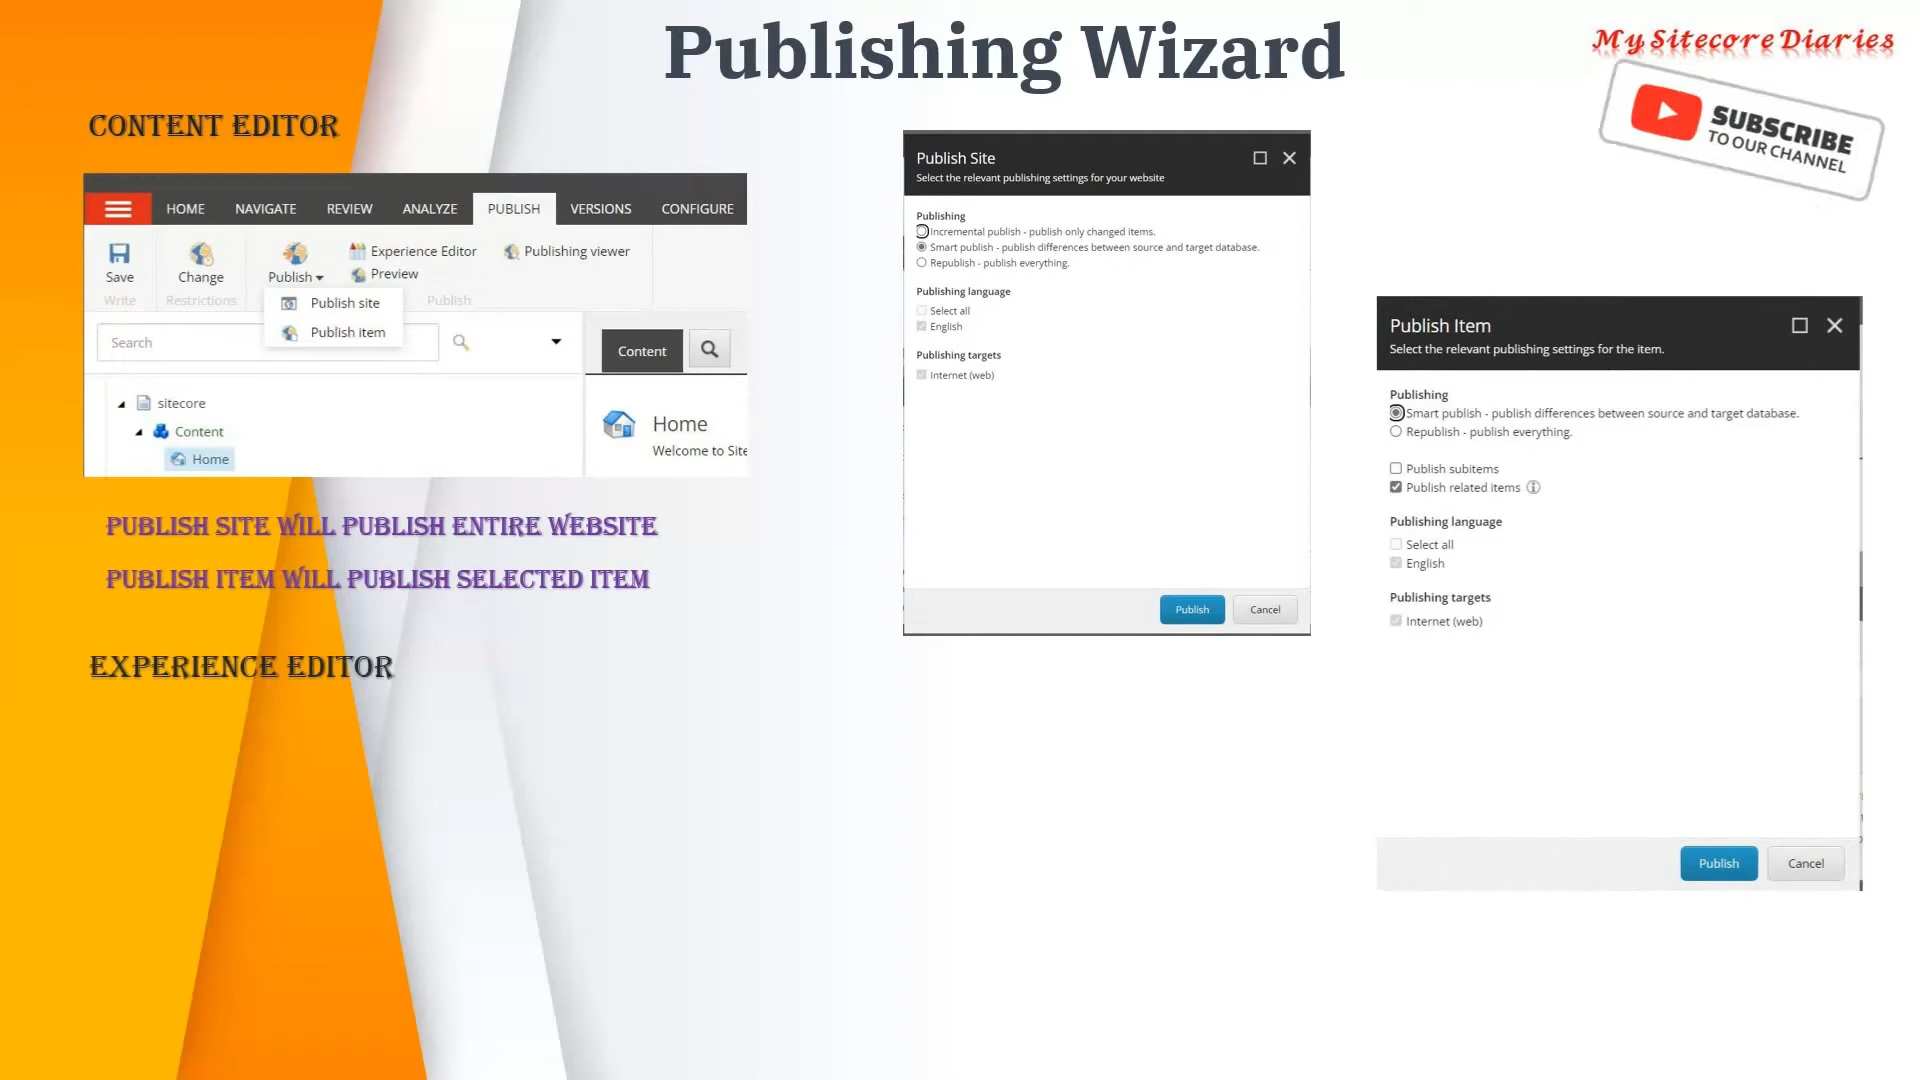 Publishing Wizard
My Sitecore Diaries
SUBSCRIBE
TO OUR CHANNEL
CONTENT EDITOR
HOME NAVIGATE REVIEW ANALYZE PUBLISH VERSIONS CONFIGURE
Save
Write
Change
Restrictions
Publish
Experience Editor
Preview
Publishing viewer
Publish
Publish site
Publish item
Search
Content
sitecore
Content
Home
Home
Welcome to Site
PUBLISH SITE WILL PUBLISH ENTIRE WEBSITE
PUBLISH ITEM WILL PUBLISH SELECTED ITEM
EXPERIENCE EDITOR
Publish Site
Select the relevant publishing settings for your website
Publishing
Incremental publish - publish only changed items.
Smart publish - publish differences between source and target database.
Republish - publish everything.
Publishing language
Select all
English
Publishing targets
Internet (web)
Publish Cancel
Publish Item
Select the relevant publishing settings for the item.
Publishing
Smart publish - publish differences between source and target database.
Republish - publish everything.
Publish subitems
Publish related items
Publishing language
Select all
English
Publishing targets
Internet (web)
Publish Cancel